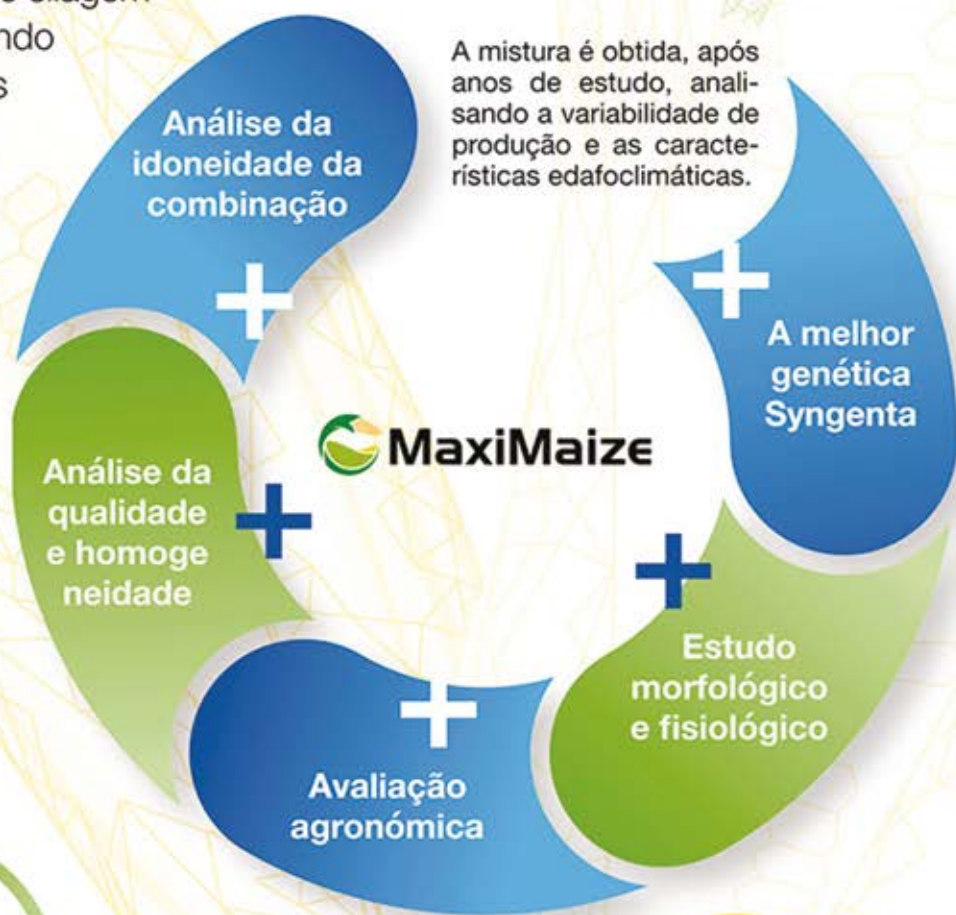 ndo
s
A mistura é obtida, após
anos de estudo, anali-
sando a variabilidade de
produção e as caracte-
rísticas edafoclimáticas.
Análise da
idoneidade da
combinação
A melhor
genética
Syngenta
MaxiMaize
Análise da
qualidade
e homoge
neidade
Estudo
morfológico
e fisiológico
Avaliação
agronómica